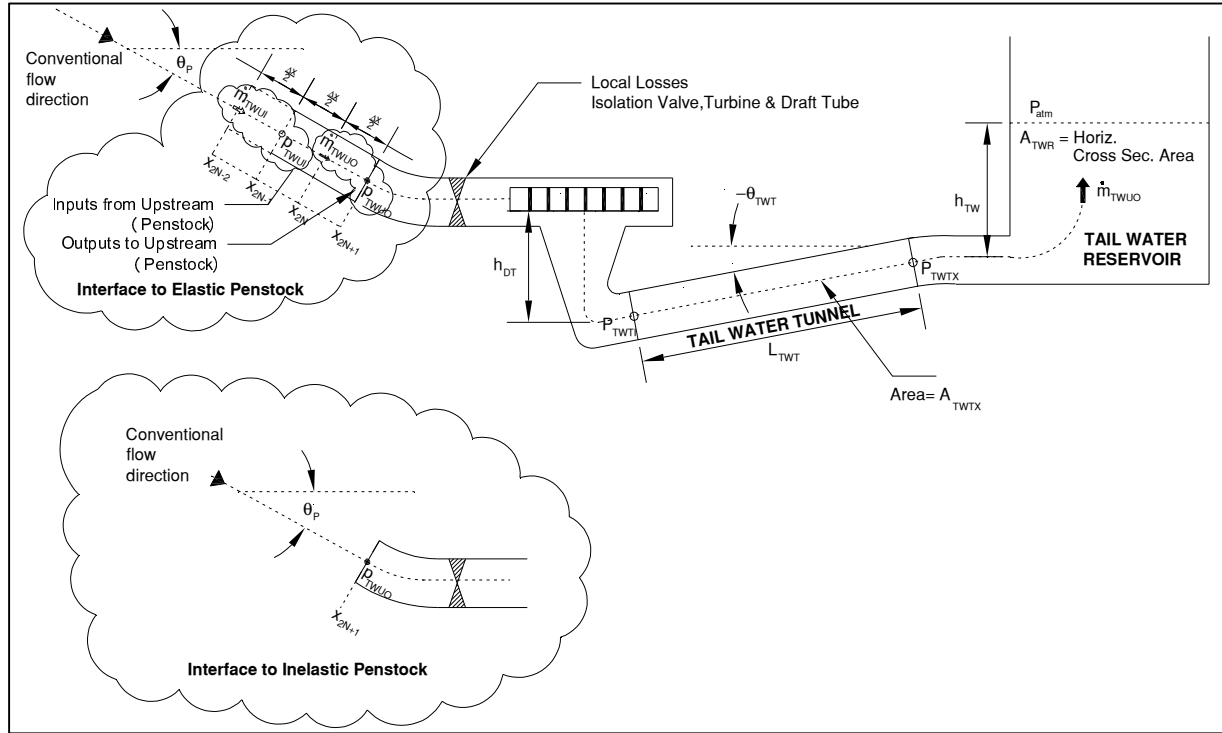 Conventional
flow
direction
θP
Δx/2
Δx/2
Δx/2
ṁTWUI
pTWUI
ṁTWUO
pTWUO
X2N-2
X2N-1
X2N
X2N+1
Inputs from Upstream
( Penstock)
Outputs to Upstream
( Penstock)
Interface to Elastic Penstock
Local Losses
Isolation Valve,Turbine & Draft Tube
hDT
−θTWT
PTWTI
PTWTX
TAIL WATER TUNNEL
LTWT
Area= ATWTX
Patm
ATWR = Horiz.
Cross Sec. Area
hTW
ṁTWUO
TAIL WATER
RESERVOIR
Conventional
flow
direction
θP
pTWUO
X2N+1
Interface to Inelastic Penstock